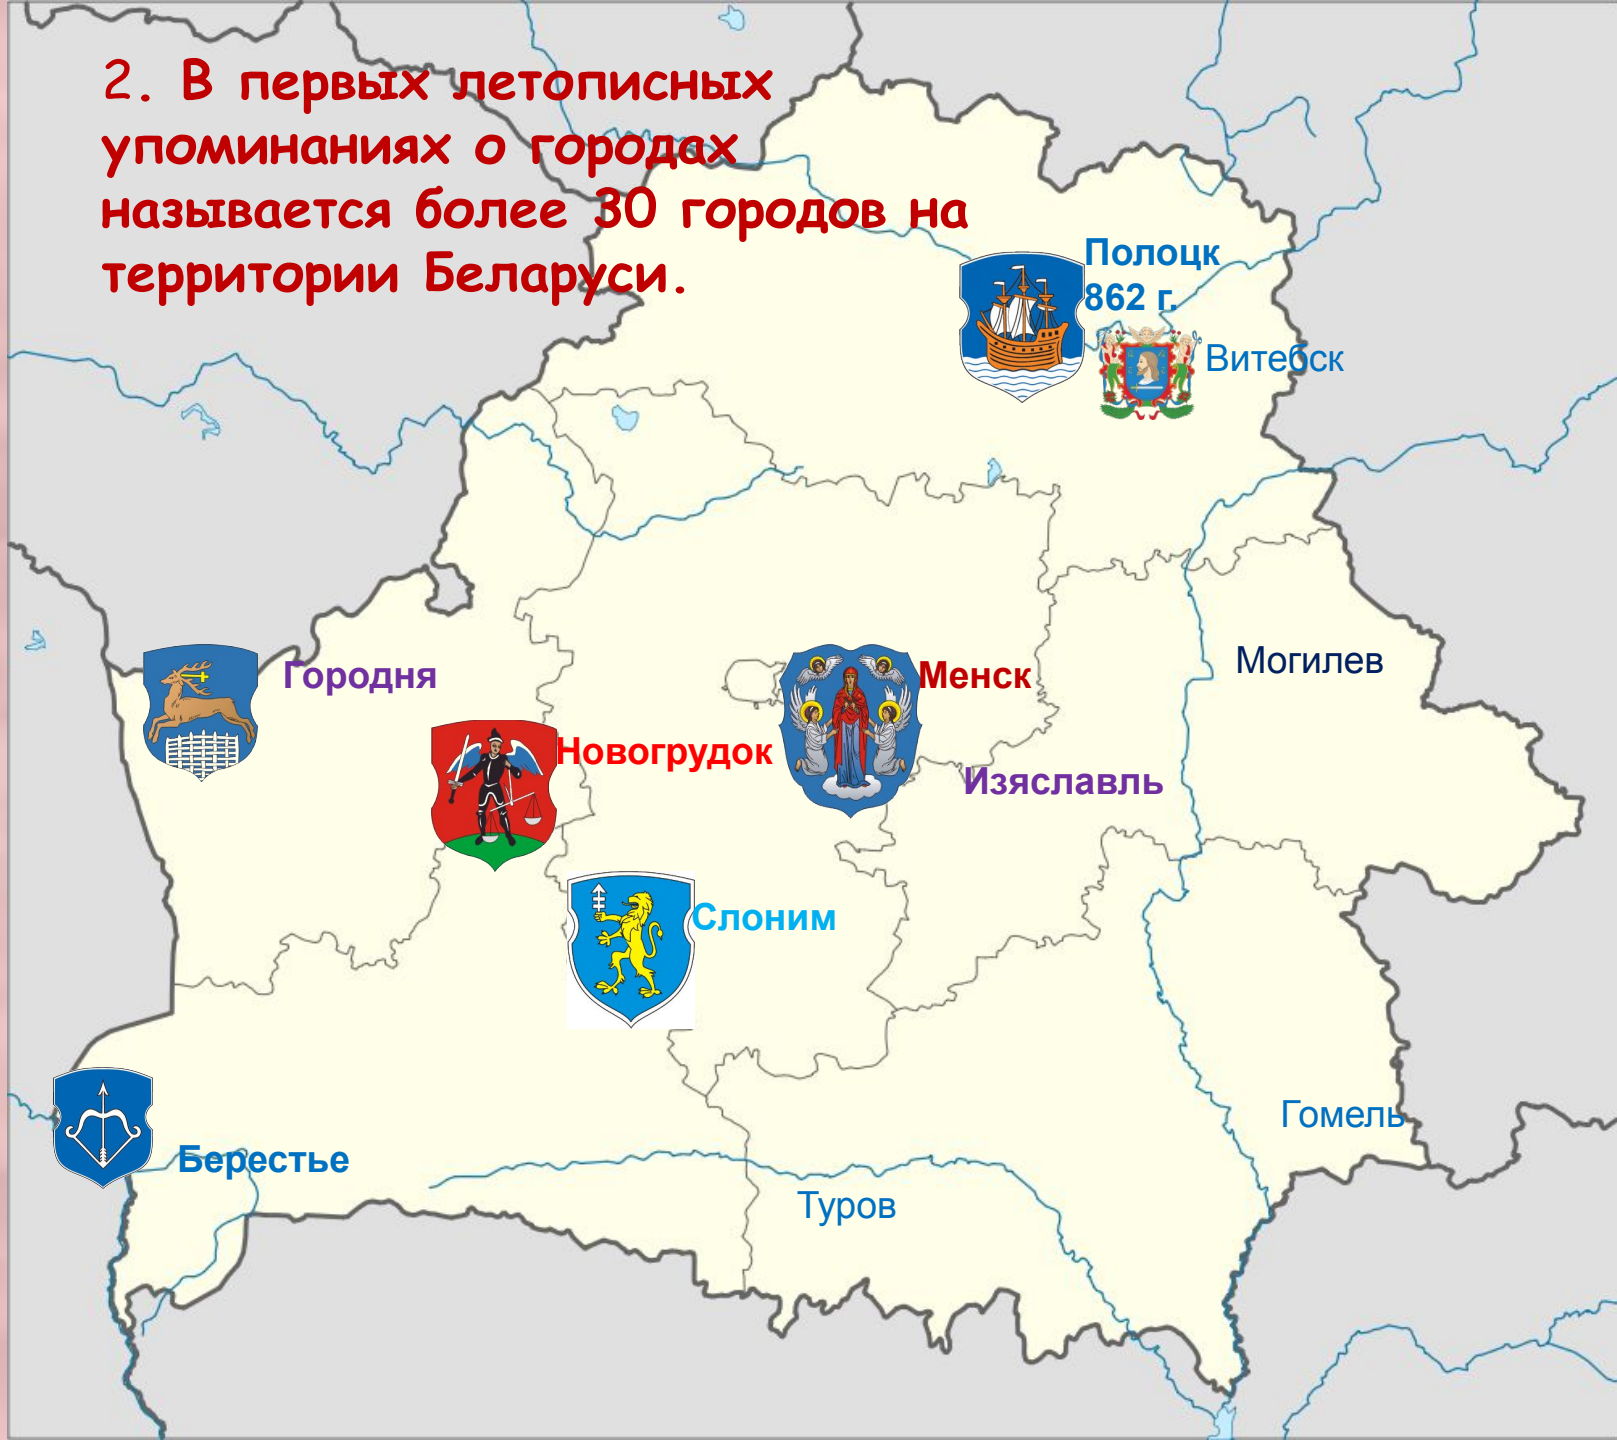 2. В первых летописных
упоминаниях о городах
называется более 30 городов на
территории Беларуси.
Полоцк
862 г.
Витебск
Городня
Менск
Могилев
Новогрудок
Изяславль
Слоним
Берестье
Гомель
Туров